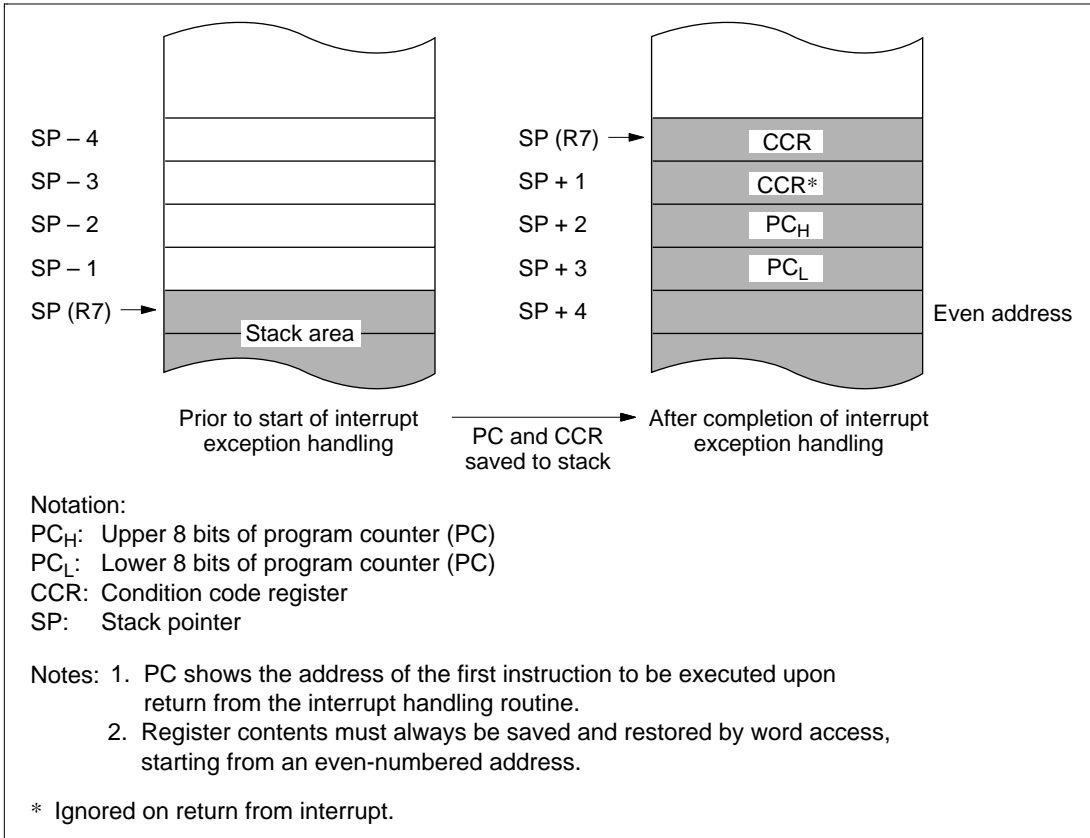 SP – 4
SP – 3
SP – 2
SP – 1
SP (R7)
Stack area
SP (R7)
SP + 1
SP + 2
SP + 3
SP + 4
CCR
CCR*
PCH
PCL
Even address
Prior to start of interrupt
exception handling
PC and CCR
saved to stack
After completion of interrupt
exception handling
Notation:
PCH: Upper 8 bits of program counter (PC)
PCL: Lower 8 bits of program counter (PC)
CCR: Condition code register
SP: Stack pointer
Notes: 1. PC shows the address of the first instruction to be executed upon
return from the interrupt handling routine.
2. Register contents must always be saved and restored by word access,
starting from an even-numbered address.
* Ignored on return from interrupt.